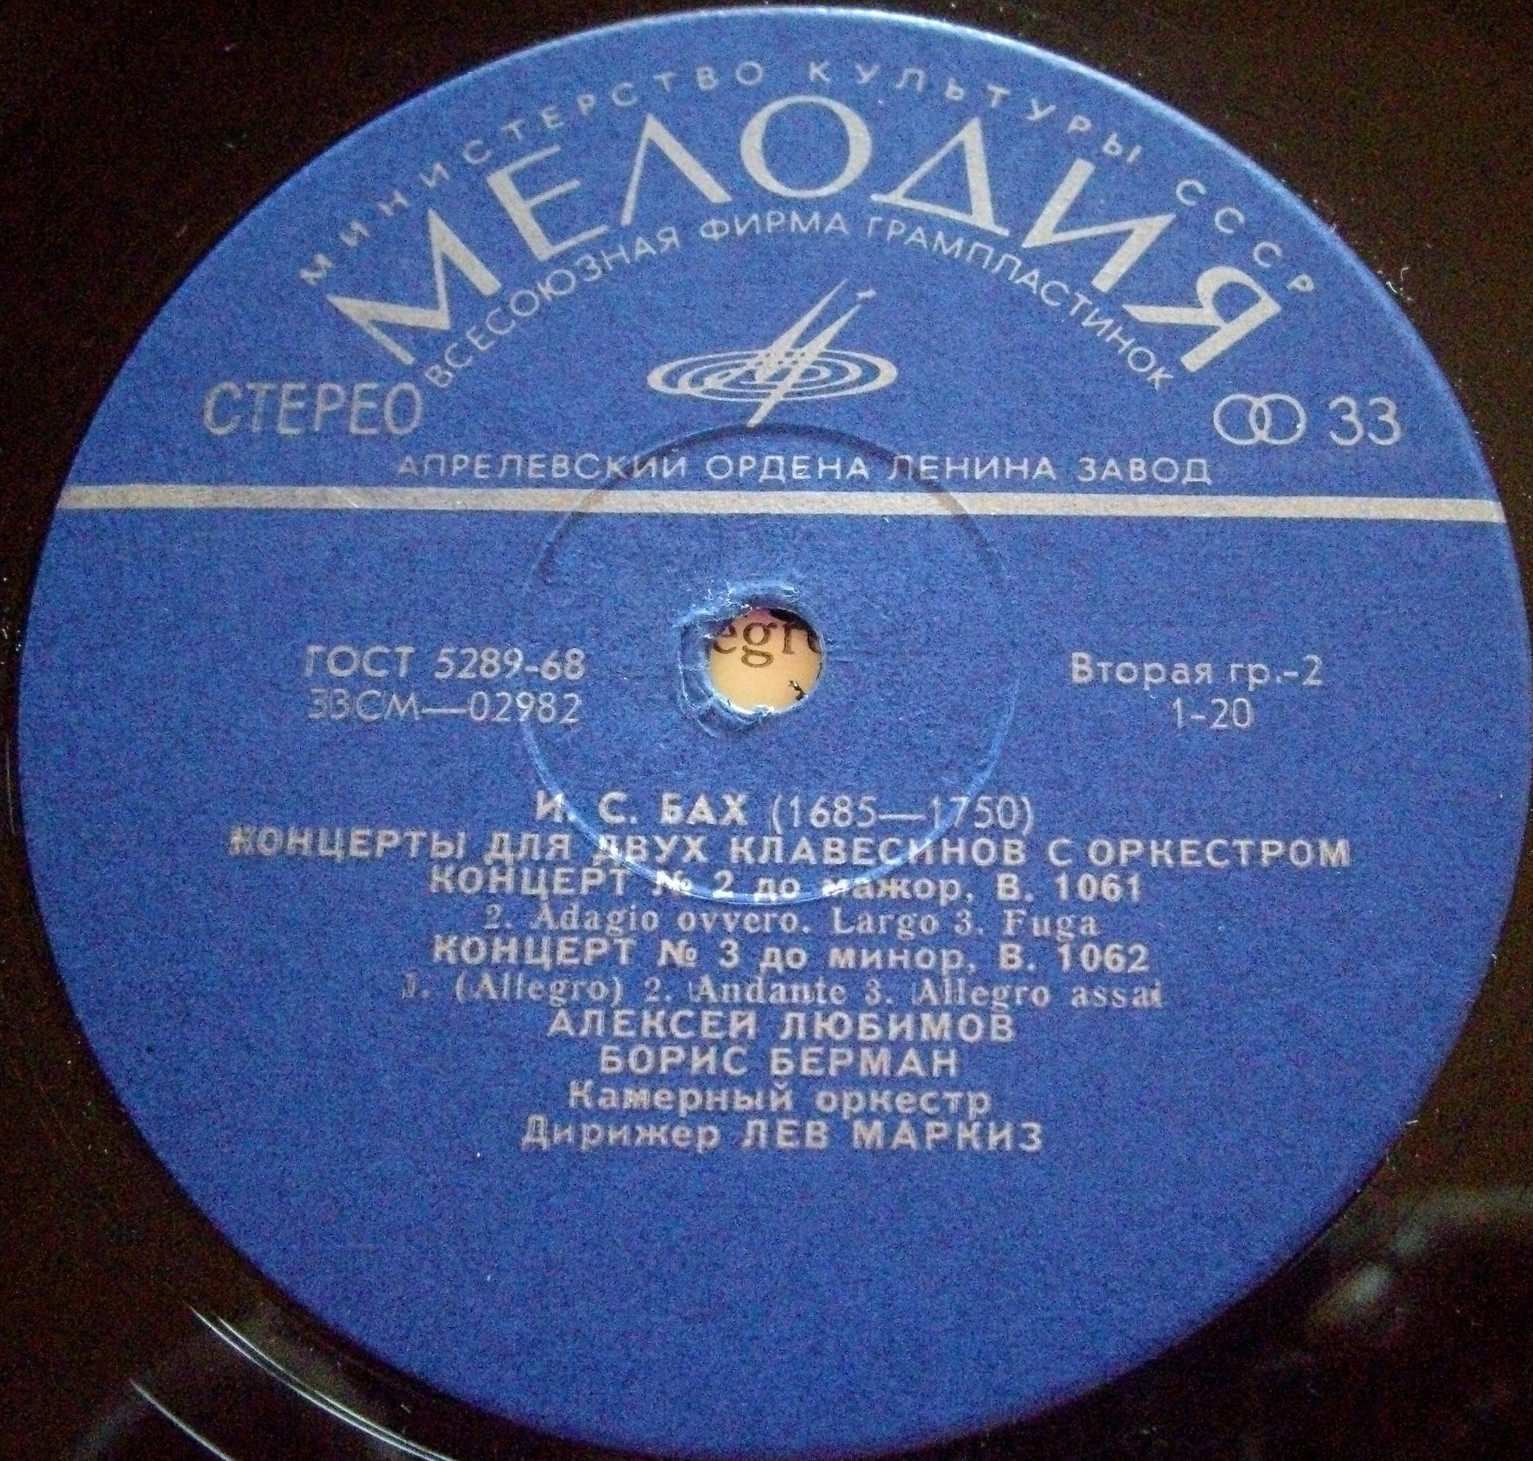 МИНИСТЕРСТВО КУЛЬТУРЫ СССР
МЕЛОДИЯ
ВСЕСОЮЗНАЯ ФИРМА ГРАМПЛАСТИНОК
СТЕРЕО
33
АПРЕЛЕВСКИЙ ОРДЕНА ЛЕНИНА ЗАВОД
ГОСТ 5289-68
33СМ—02982
Вторая гр.-2
1-20
И. С. БАХ (1685—1750)
КОНЦЕРТЫ ДЛЯ ДВУХ КЛАВЕСИНОВ С ОРКЕСТРОМ
КОНЦЕРТ № 2 до мажор, В. 1061
2. Adagio ovvero. Largo 3. Fuga
КОНЦЕРТ № 3 до минор, В. 1062
1. (Allegro) 2. Andante 3. Allegro assai
АЛЕКСЕЙ ЛЮБИМОВ
БОРИС БЕРМАН
Камерный оркестр
Дирижер ЛЕВ МАРКИЗ